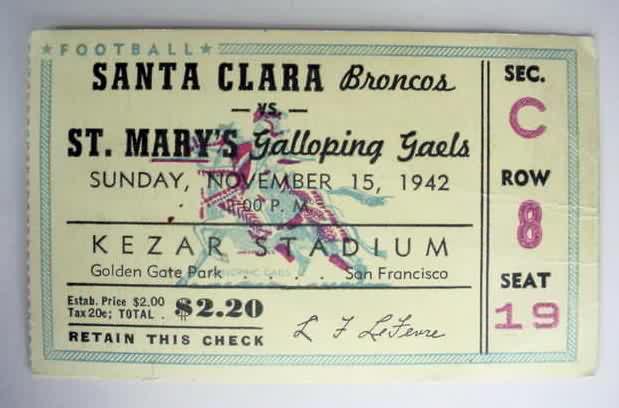 ★ FOOTBALL ★
SANTA CLARA Broncos
— VS. —
ST. MARY'S Galloping Gaels
SUNDAY, NOVEMBER 15, 1942
:00 P. M.
KEZAR STADIUM
Golden Gate Park . . . . San Francisco
GALLOPING GAELS
Estab. Price $2.00
Tax 20c; TOTAL . $2.20
RETAIN THIS CHECK
L F LeFevre
SEC.
C
ROW
8
SEAT
19